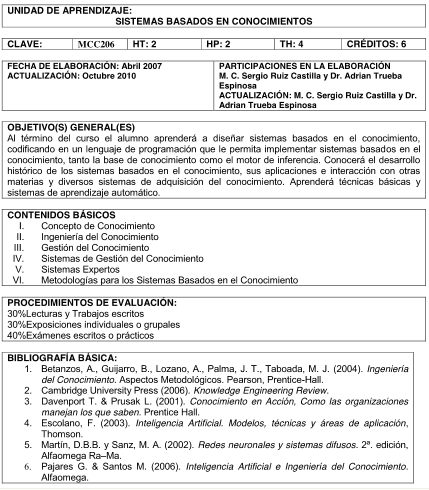 UNIDAD DE APRENDIZAJE:
SISTEMAS BASADOS EN CONOCIMIENTOS
CLAVE: MCC206 HT: 2 HP: 2 TH: 4 CRÉDITOS: 6
FECHA DE ELABORACIÓN: Abril 2007
ACTUALIZACIÓN: Octubre 2010
PARTICIPACIONES EN LA ELABORACIÓN
M. C. Sergio Ruiz Castilla y Dr. Adrian Trueba
Espinosa
ACTUALIZACIÓN: M. C. Sergio Ruiz Castilla y Dr.
Adrian Trueba Espinosa
OBJETIVO(S) GENERAL(ES)
Al término del curso el alumno aprenderá a diseñar sistemas basados en el conocimiento,
codificando en un lenguaje de programación que le permita implementar sistemas basados en el
conocimiento, tanto la base de conocimiento como el motor de inferencia. Conocerá el desarrollo
histórico de los sistemas basados en el conocimiento, sus aplicaciones e interacción con otras
materias y diversos sistemas de adquisición del conocimiento. Aprenderá técnicas básicas y
sistemas de aprendizaje automático.
CONTENIDOS BÁSICOS
I. Concepto de Conocimiento
II. Ingeniería del Conocimiento
III. Gestión del Conocimiento
IV. Sistemas de Gestión del Conocimiento
V. Sistemas Expertos
VI. Metodologías para los Sistemas Basados en el Conocimiento
PROCEDIMIENTOS DE EVALUACIÓN:
30%Lecturas y Trabajos escritos
30%Exposiciones individuales o grupales
40%Exámenes escritos o prácticos
BIBLIOGRAFÍA BÁSICA:
1. Betanzos, A., Guijarro, B., Lozano, A., Palma, J. T., Taboada, M. J. (2004). Ingeniería
del Conocimiento. Aspectos Metodológicos. Pearson, Prentice-Hall.
2. Cambridge University Press (2006). Knowledge Engineering Review.
3. Davenport T. & Prusak L. (2001). Conocimiento en Acción, Como las organizaciones
manejan los que saben. Prentice Hall.
4. Escolano, F. (2003). Inteligencia Artificial. Modelos, técnicas y áreas de aplicación,
Thomson.
5. Martín, D.B.B. y Sanz, M. A. (2002). Redes neuronales y sistemas difusos. 2ª. edición,
Alfaomega Ra–Ma.
6. Pajares G. & Santos M. (2006). Inteligencia Artificial e Ingeniería del Conocimiento.
Alfaomega.